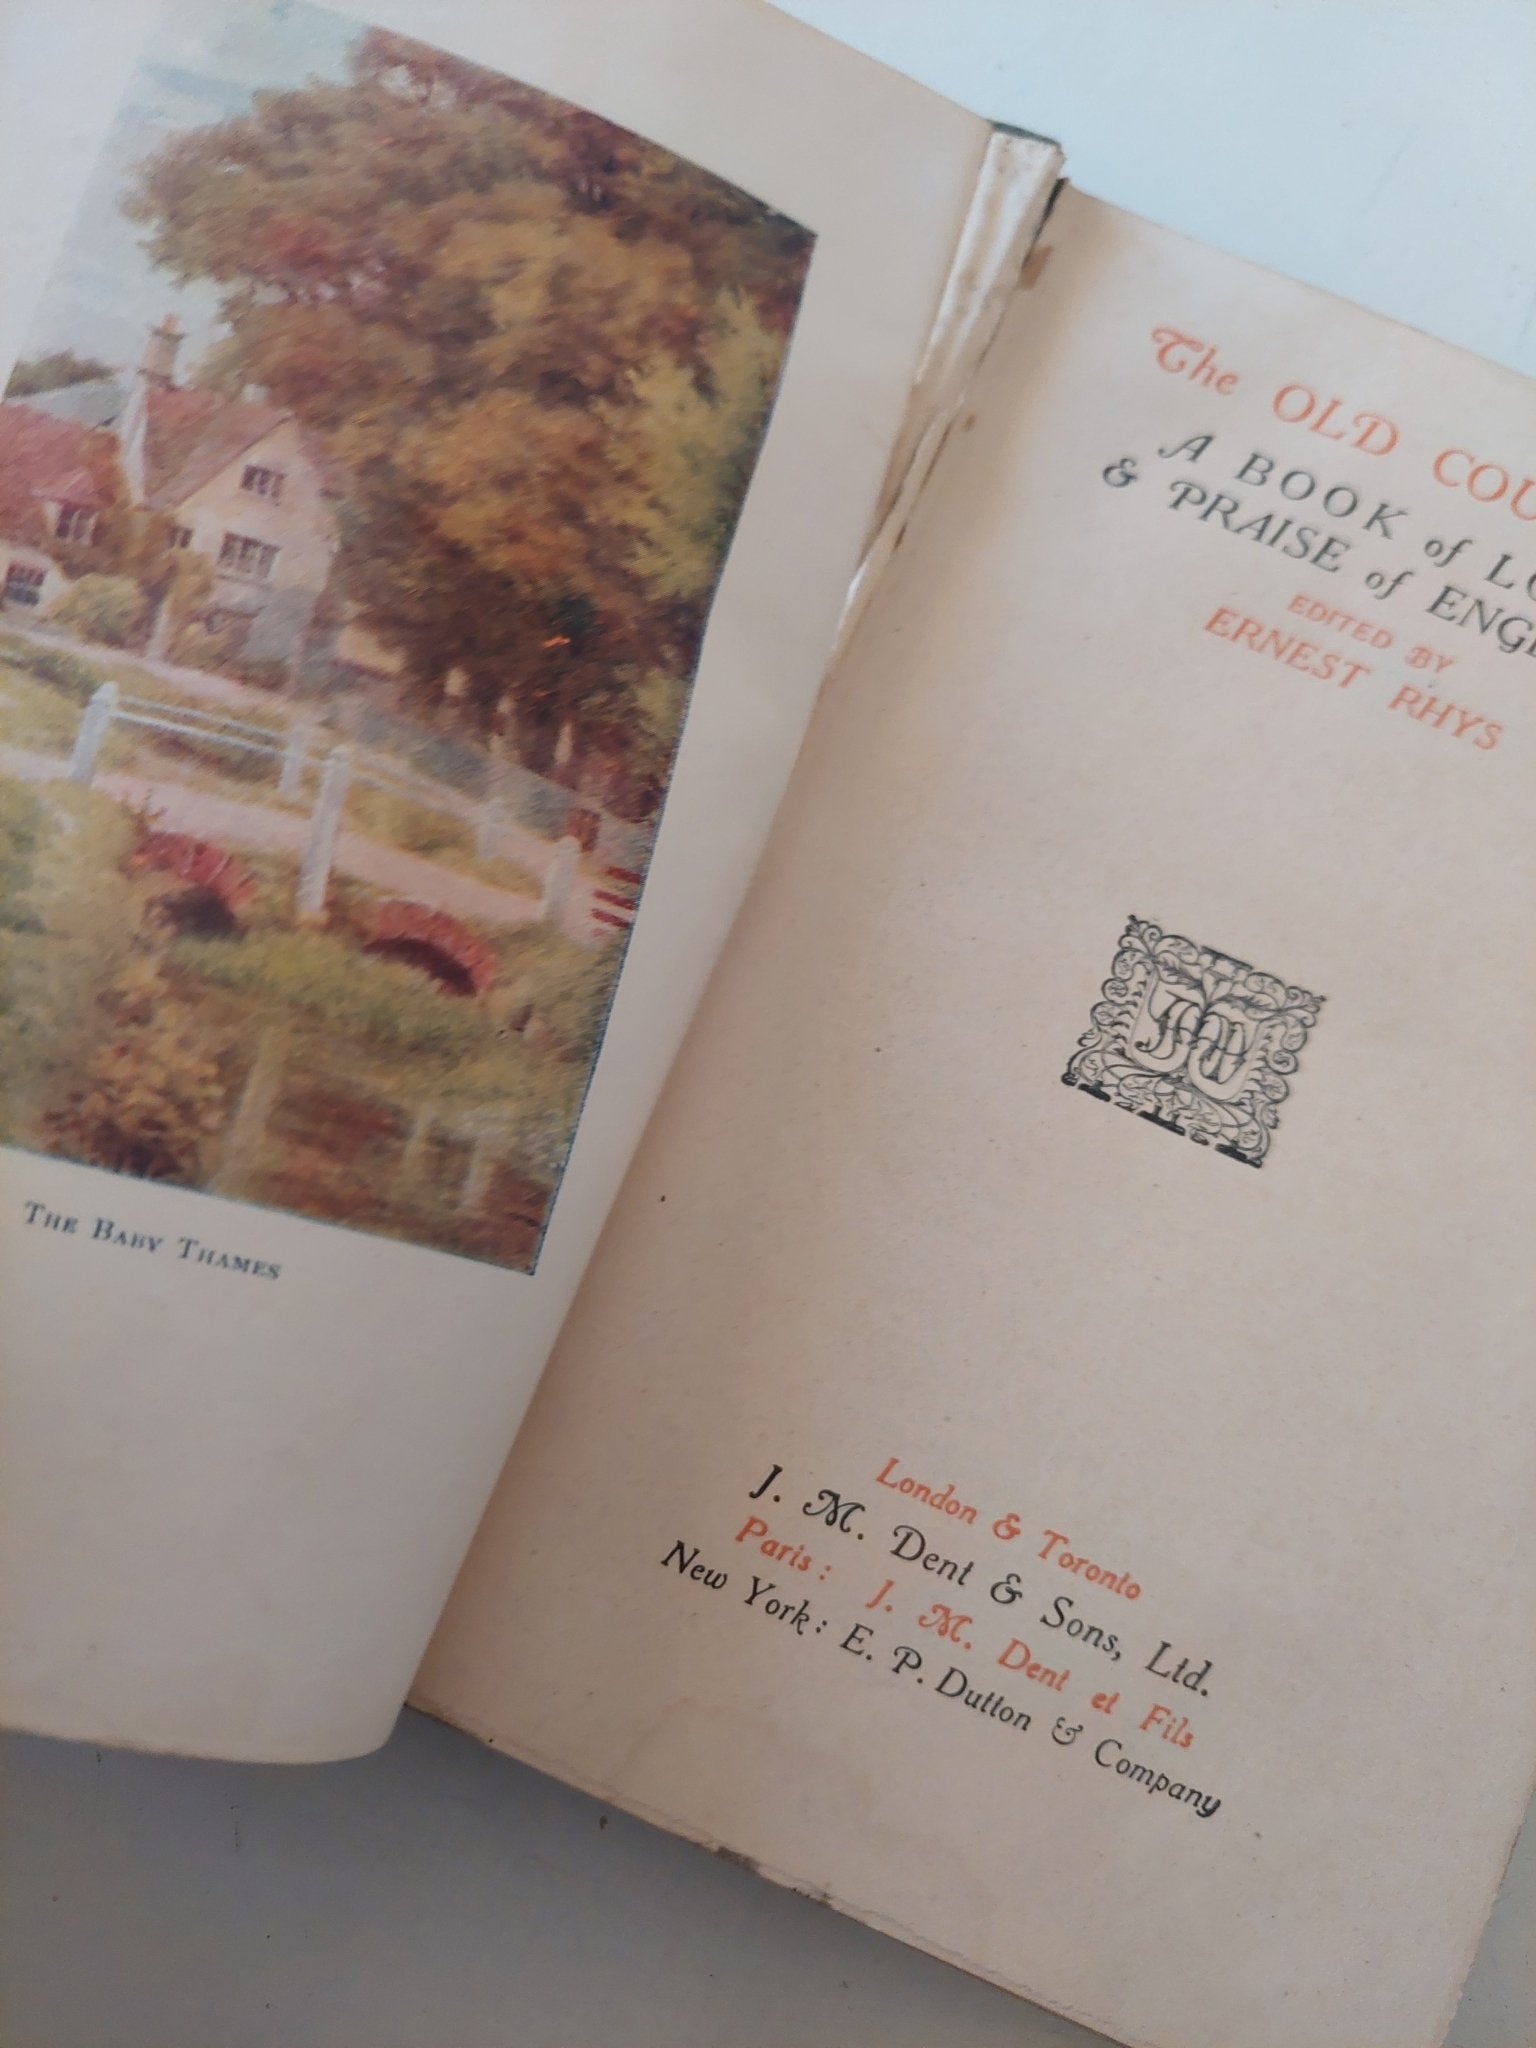 THE BABY THAMES
The OLD COU
A BOOK of LO
& PRAISE of ENGL
EDITED BY
ERNEST RHYS
London & Toronto
J. M. Dent & Sons, Ltd.
Paris: J. M. Dent et Fils
New York: E. P. Dutton & Company